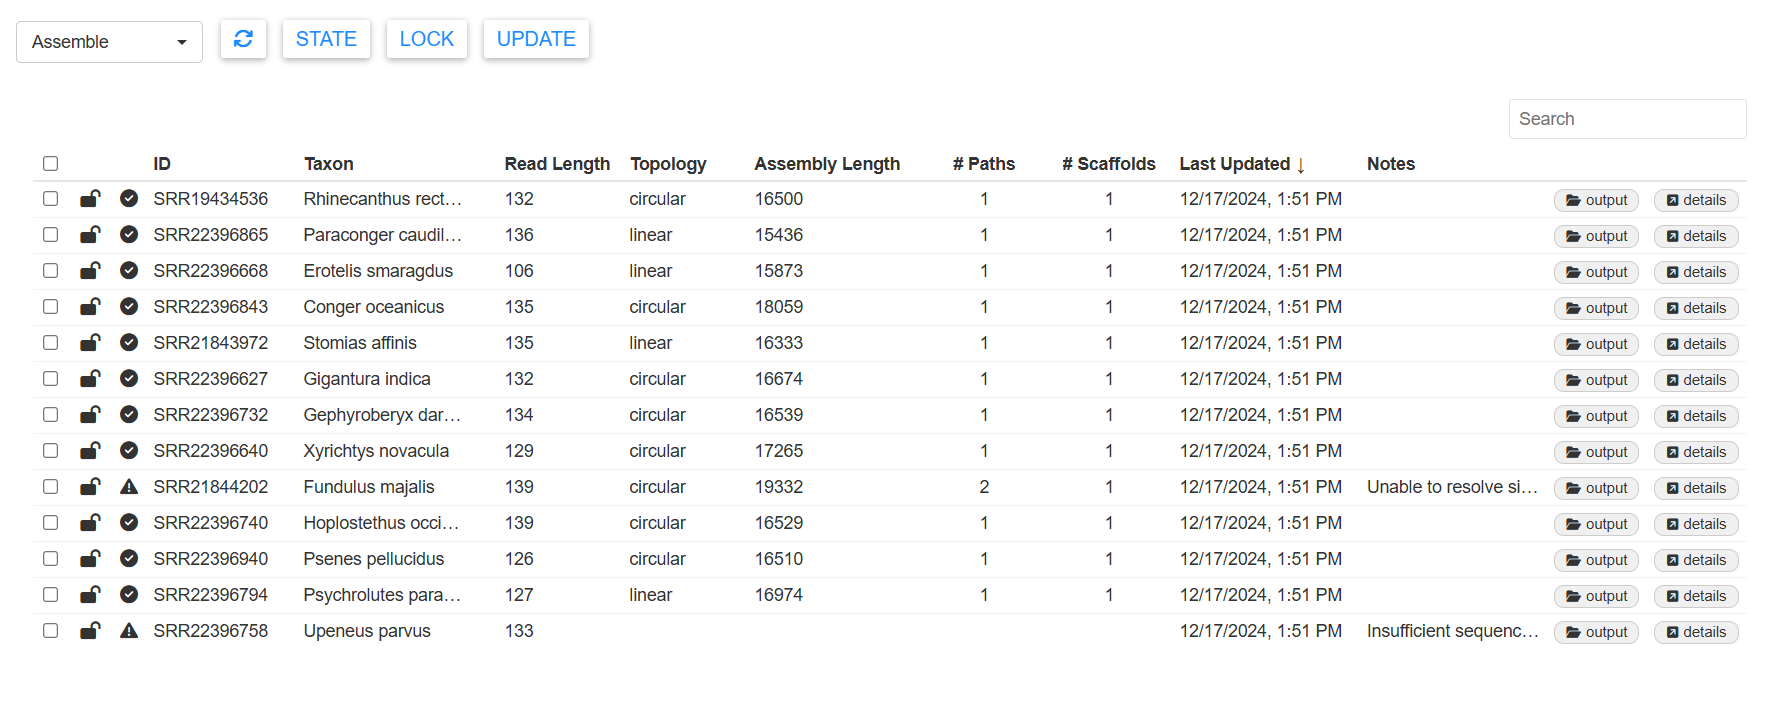 Assemble STATE LOCK UPDATE
Search
ID Taxon Read Length Topology Assembly Length # Paths # Scaffolds Last Updated ↓ Notes
SRR19434536 Rhinecanthus rect… 132 circular 16500 1 1 12/17/2024, 1:51 PM output details
SRR22396865 Paraconger caudil… 136 linear 15436 1 1 12/17/2024, 1:51 PM output details
SRR22396668 Erotelis smaragdus 106 linear 15873 1 1 12/17/2024, 1:51 PM output details
SRR22396843 Conger oceanicus 135 circular 18059 1 1 12/17/2024, 1:51 PM output details
SRR21843972 Stomias affinis 135 linear 16333 1 1 12/17/2024, 1:51 PM output details
SRR22396627 Gigantura indica 132 circular 16674 1 1 12/17/2024, 1:51 PM output details
SRR22396732 Gephyroberyx dar… 134 circular 16539 1 1 12/17/2024, 1:51 PM output details
SRR22396640 Xyrichtys novacula 129 circular 17265 1 1 12/17/2024, 1:51 PM output details
SRR21844202 Fundulus majalis 139 circular 19332 2 1 12/17/2024, 1:51 PM Unable to resolve si… output details
SRR22396740 Hoplostethus occi… 139 circular 16529 1 1 12/17/2024, 1:51 PM output details
SRR22396940 Psenes pellucidus 126 circular 16510 1 1 12/17/2024, 1:51 PM output details
SRR22396794 Psychrolutes para… 127 linear 16974 1 1 12/17/2024, 1:51 PM output details
SRR22396758 Upeneus parvus 133 12/17/2024, 1:51 PM Insufficient sequenc… output details